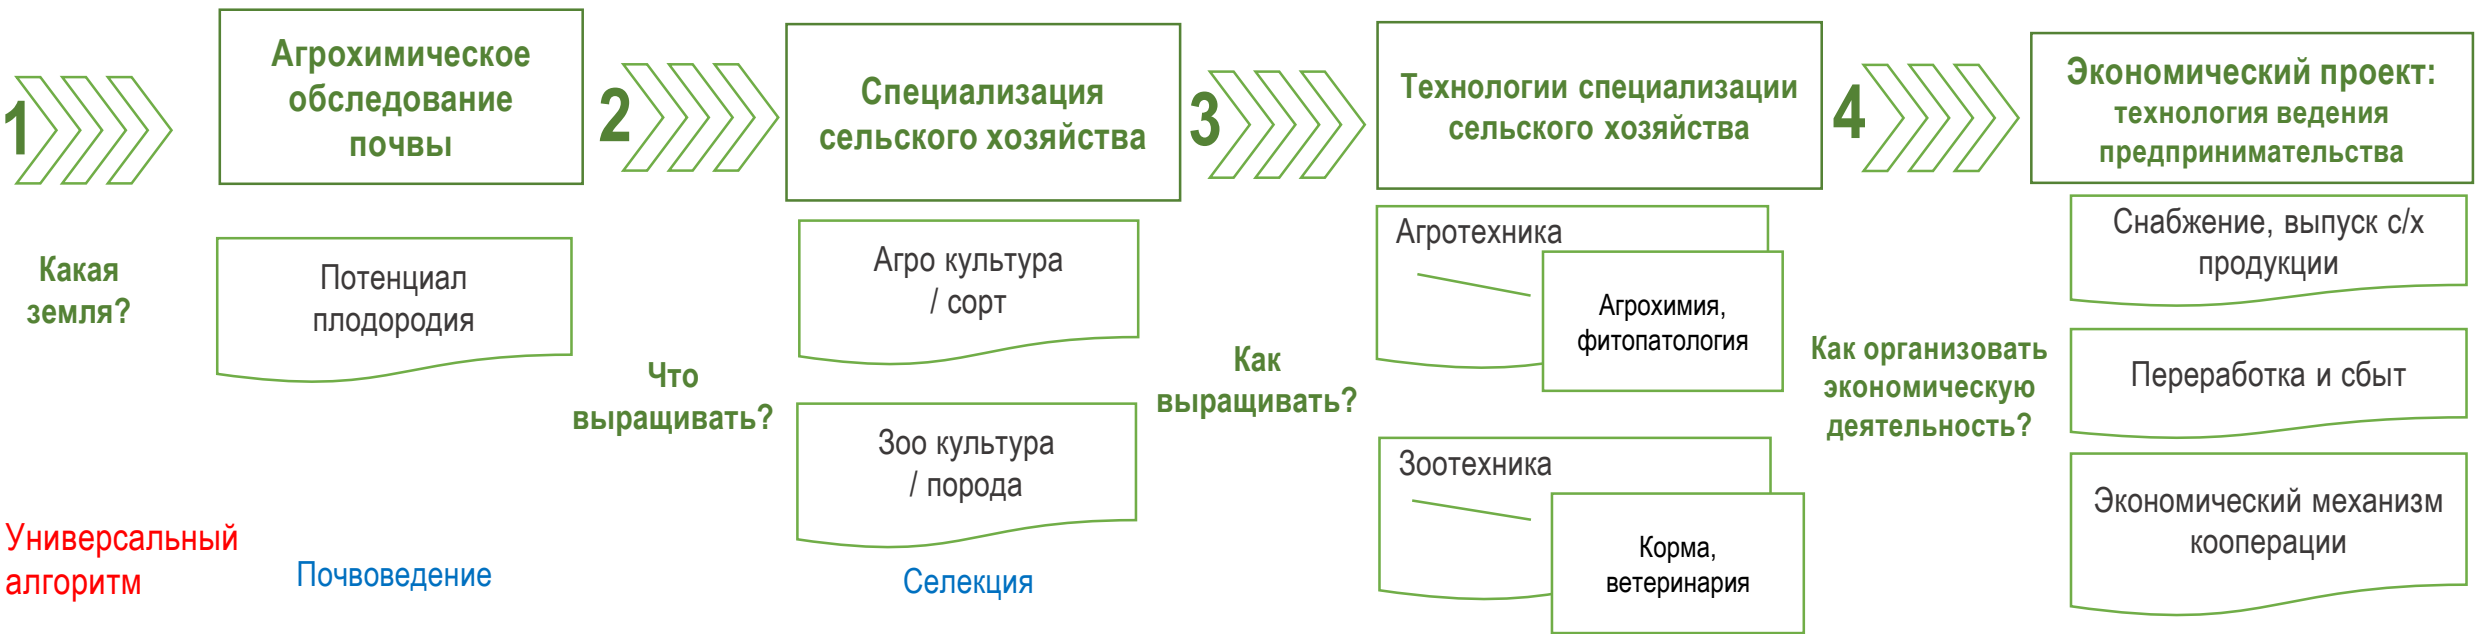 1
Агрохимическое
обследование
почвы
2
Специализация
сельского хозяйства
3
Технологии специализации
сельского хозяйства
4
Экономический проект:
технология ведения
предпринимательства
Какая
земля?
Потенциал
плодородия
Что
выращивать?
Агро культура
/ сорт
Зоо культура
/ порода
Как
выращивать?
Агротехника
Агрохимия,
фитопатология
Зоотехника
Корма,
ветеринария
Как организовать
экономическую
деятельность?
Снабжение, выпуск с/х
продукции
Переработка и сбыт
Экономический механизм
кооперации
Универсальный
алгоритм
Почвоведение
Селекция